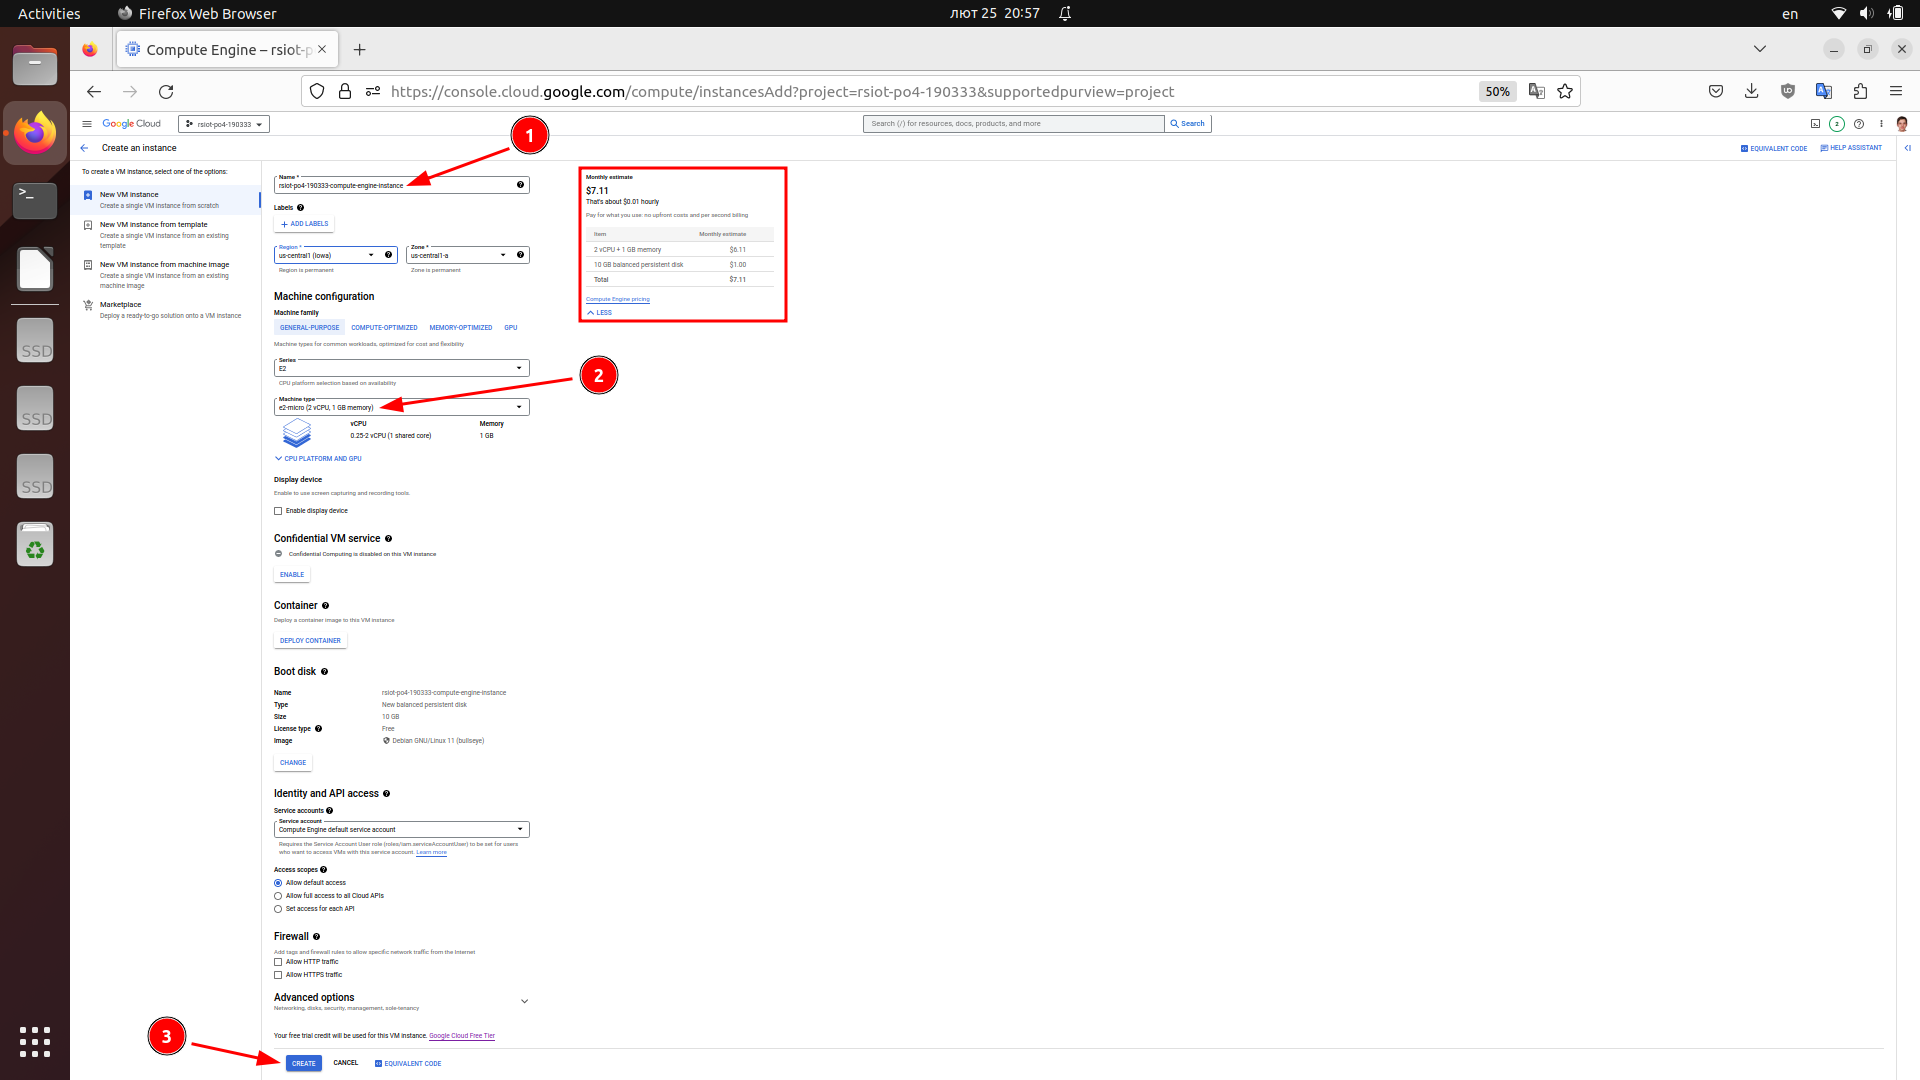 Activities
Firefox Web Browser
лют 25 20:57
en
Compute Engine – rsiot-p
https://console.cloud.google.com/compute/instancesAdd?project=rsiot-po4-190333&supportedpurview=project
50%
Google Cloud
rsiot-po4-190333
Search (/) for resources, docs, products, and more
Search
2
1
Create an instance
EQUIVALENT CODE
HELP ASSISTANT
To create a VM instance, select one of the options:
New VM instance
Create a single VM instance from scratch
New VM instance from template
Create a single VM instance from an existing
template
New VM instance from machine image
Create a single VM instance from an existing
machine image
Marketplace
Deploy a ready-to-go solution onto a VM instance
Name *
rsiot-po4-190333-compute-engine-instance
Labels
ADD LABELS
Region *
us-central1 (Iowa)
Region is permanent
Zone *
us-central1-a
Zone is permanent
Monthly estimate
$7.11
That's about $0.01 hourly
Pay for what you use: no upfront costs and per second billing
Item Monthly estimate
2 vCPU + 1 GB memory $6.11
10 GB balanced persistent disk $1.00
Total $7.11
Compute Engine pricing
LESS
Machine configuration
Machine family
GENERAL-PURPOSE COMPUTE-OPTIMIZED MEMORY-OPTIMIZED GPU
Machine types for common workloads, optimized for cost and flexibility
Series
E2
CPU platform selection based on availability
2
Machine type
e2-micro (2 vCPU, 1 GB memory)
vCPU Memory
0.25-2 vCPU (1 shared core) 1 GB
CPU PLATFORM AND GPU
Display device
Enable to use screen capturing and recording tools.
Enable display device
Confidential VM service
Confidential Computing is disabled on this VM instance
ENABLE
Container
Deploy a container image to this VM instance
DEPLOY CONTAINER
Boot disk
Name rsiot-po4-190333-compute-engine-instance
Type New balanced persistent disk
Size 10 GB
License type Free
Image Debian GNU/Linux 11 (bullseye)
CHANGE
Identity and API access
Service accounts
Service account
Compute Engine default service account
Requires the Service Account User role (roles/iam.serviceAccountUser) to be set for users
who want to access VMs with this service account. Learn more
Access scopes
Allow default access
Allow full access to all Cloud APIs
Set access for each API
Firewall
Add tags and firewall rules to allow specific network traffic from the Internet
Allow HTTP traffic
Allow HTTPS traffic
Advanced options
Networking, disks, security, management, sole-tenancy
Your free trial credit will be used for this VM instance. Google Cloud Free Tier
3
CREATE CANCEL EQUIVALENT CODE
SSD
SSD
SSD